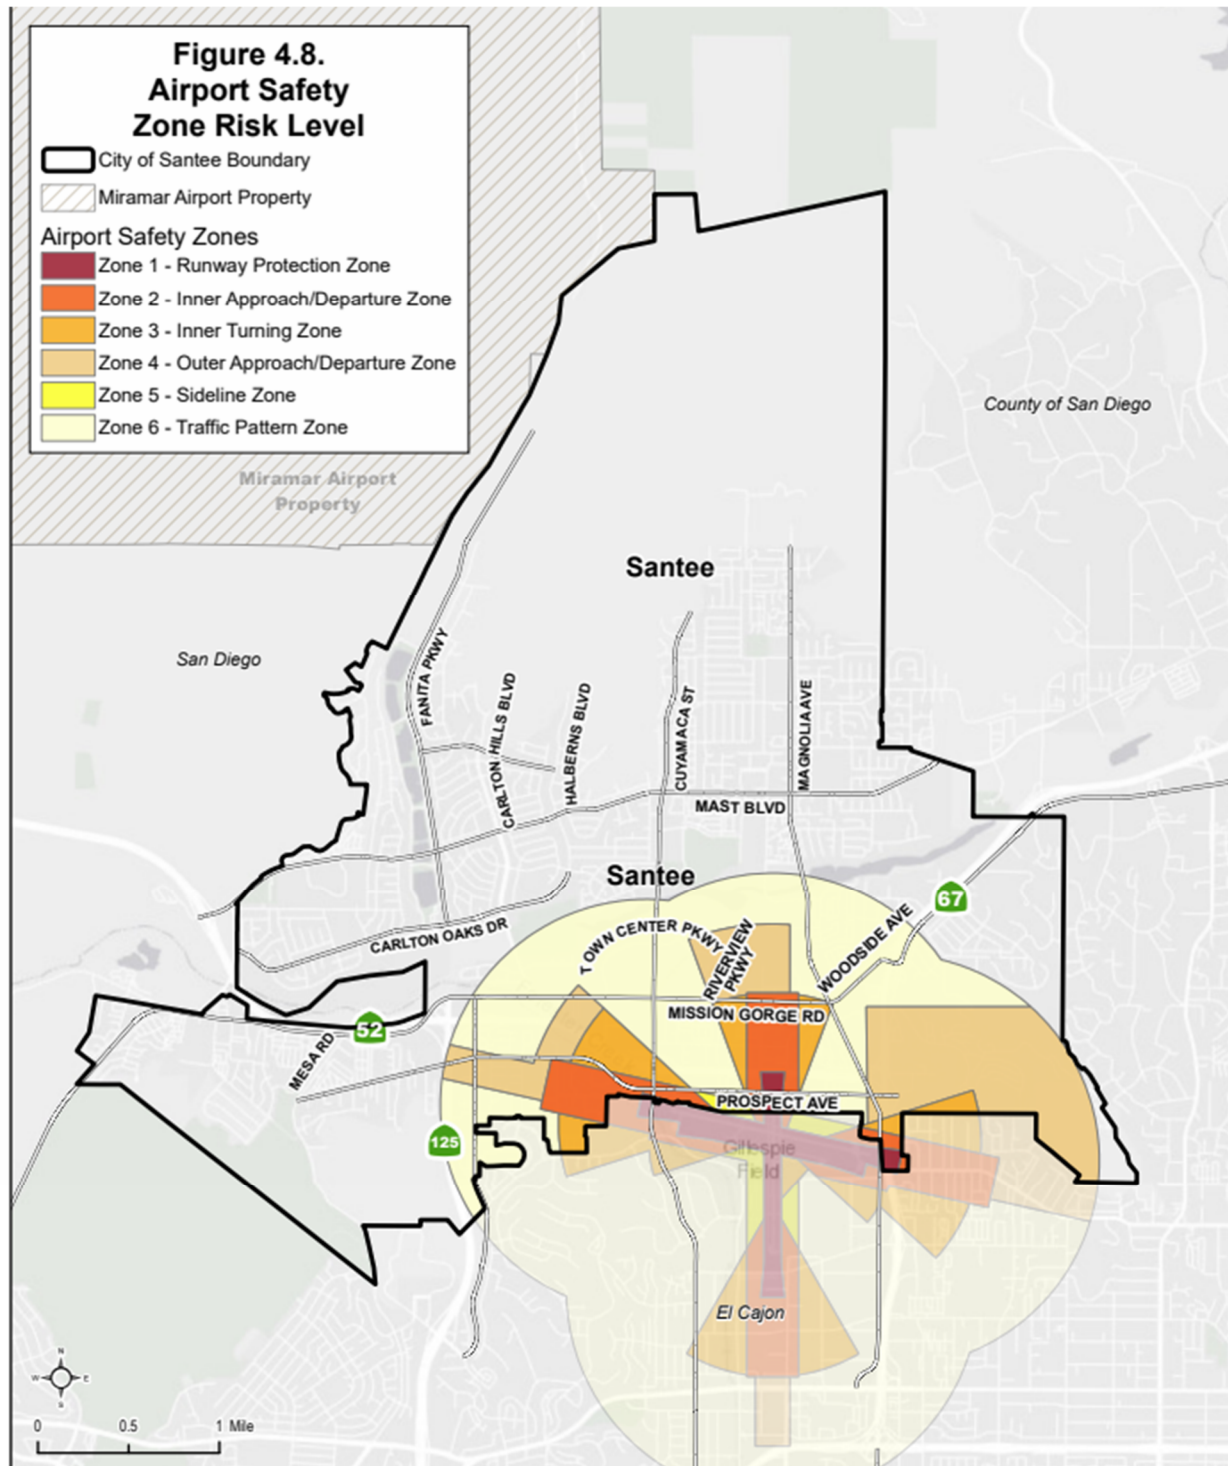 Figure 4.8.
Airport Safety
Zone Risk Level
City of Santee Boundary
Miramar Airport Property
Airport Safety Zones
Zone 1 - Runway Protection Zone
Zone 2 - Inner Approach/Departure Zone
Zone 3 - Inner Turning Zone
Zone 4 - Outer Approach/Departure Zone
Zone 5 - Sideline Zone
Zone 6 - Traffic Pattern Zone
County of San Diego
Miramar Airport
Property
Santee
San Diego
FANITA PKWY
CARLTON HILLS BLVD
HALBERNS BLVD
CUYAMACA ST
MAGNOLIA AVE
MAST BLVD
Santee
67
CARLTON OAKS DR
TOWN CENTER PKWY
RIVERVIEW
PKWY
WOODSIDE AVE
MISSION GORGE RD
52
MESA RD
PROSPECT AVE
125
Gillespie
Field
El Cajon
N
W
E
S
0
0.5
1 Mile